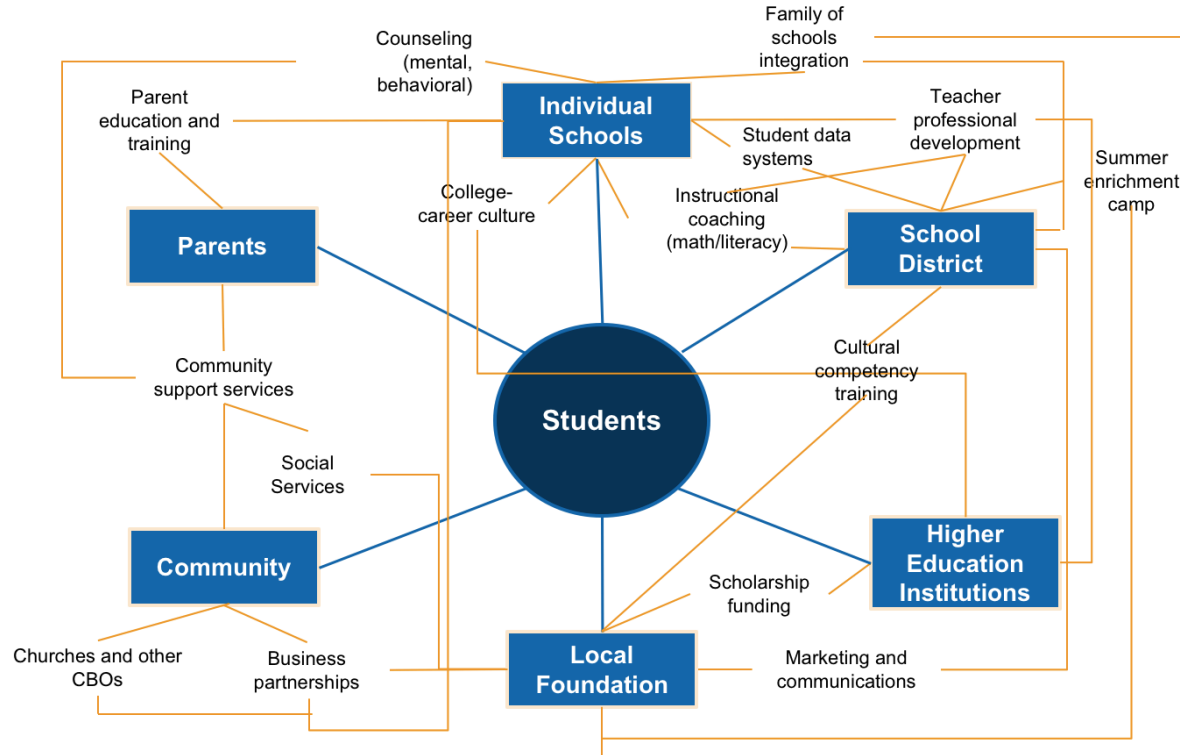 Counseling
(mental,
behavioral)
Family of
schools
integration
Parent
education and
training
Individual
Schools
Teacher
professional
development
Student data
systems
Summer
enrichment
camp
College-
career culture
Instructional
coaching
(math/literacy)
Parents
School
District
Community
support services
Cultural
competency
training
Students
Social
Services
Community
Higher
Education
Institutions
Scholarship
funding
Churches and other
CBOs
Business
partnerships
Local
Foundation
Marketing and
communications